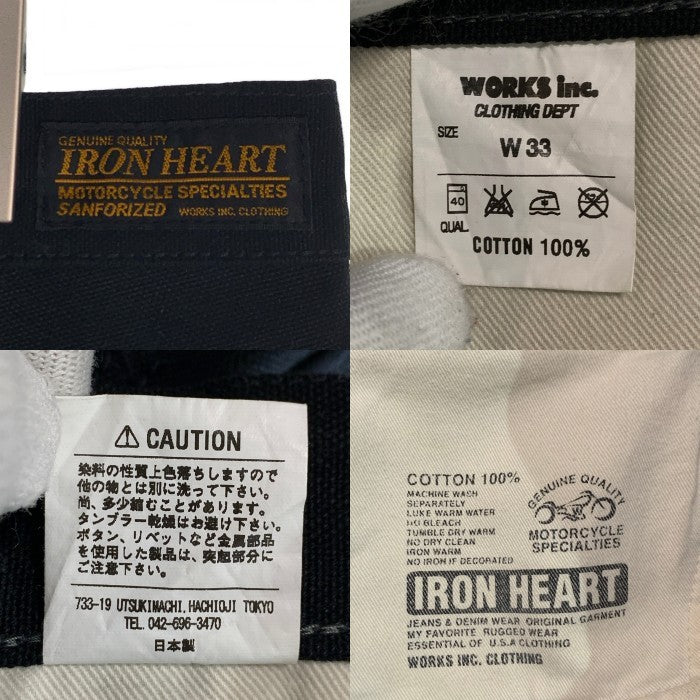 GENUINE QUALITY
IRON HEART
MOTORCYCLE SPECIALTIES
SANFORIZED WORKS INC. CLOTHING
WORKS inc.
CLOTHING DEPT
SIZE
W 33
40
QUAL.
COTTON 100%
⚠ CAUTION
染料の性質上色落ちしますので
他の物とは別に洗って下さい。
尚、多少縮むことがあります。
タンブラー乾燥はお避け下さい。
ボタン、リベットなど金属部品
を使用した製品は、突起部分に
ご注意下さい。
733-19 UTSUKIMACHI, HACHIOJI TOKYO
TEL. 042-696-3470
日本製
COTTON 100%
MACHINE WASH
SEPARATELY
LUKE WARM WATER
NO BLEACH
TUMBLE DRY WARM
NO DRY CLEAN
IRON WARM
NO IRON IF DECORATED
GENUINE QUALITY
W
MOTORCYCLE
SPECIALTIES
IRON HEART
JEANS & DENIM WEAR ORIGINAL GARMENT
MY FAVORITE RUGGED WEAR
ESSENTIAL OF U.S.A CLOTHING
WORKS INC. CLOTHING